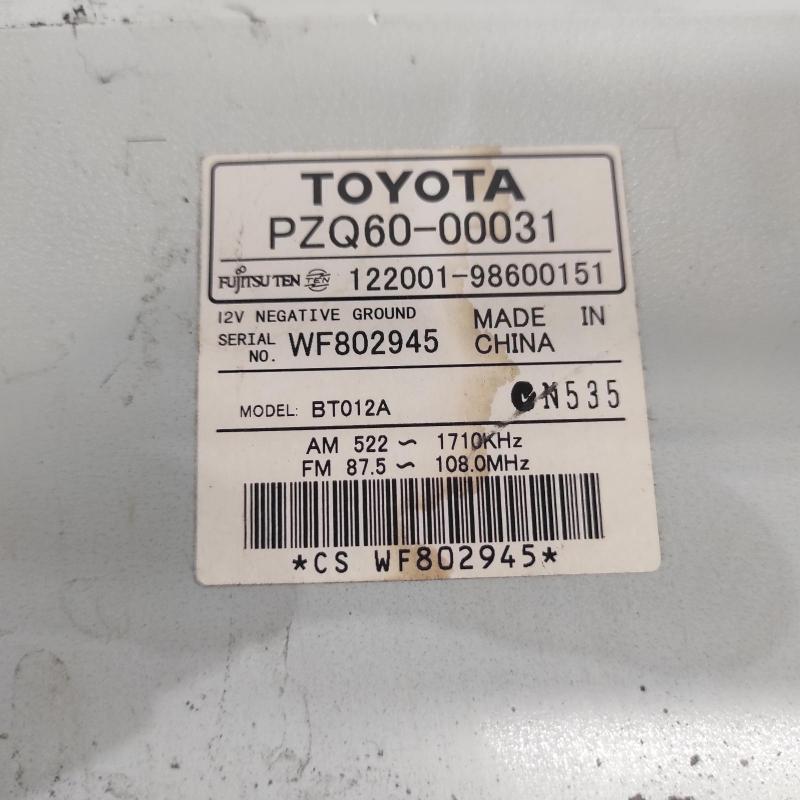 TOYOTA
PZQ60-00031
FUJITSU TEN TEN 122001-98600151
12V NEGATIVE GROUND
SERIAL NO. WF802945
MADE IN CHINA
MODEL: BT012A
N535
AM 522 ~ 1710KHz
FM 87.5 ~ 108.0MHz
*CS WF802945*